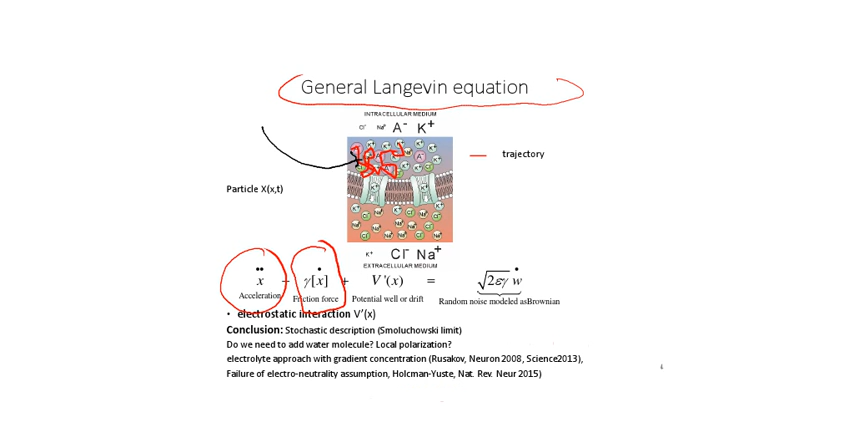 General Langevin equation
INTRACELLULAR MEDIUM
Cl⁻ Na⁺ A⁻ K⁺
trajectory
Particle X(x,t)
K⁺ Cl⁻ Na⁺
EXTRACELLULAR MEDIUM
ẍ + γ[ẋ] + V'(x) = √2εγ ẇ
Acceleration Friction force Potential well or drift Random noise modeled asBrownian
• electrostatic interaction V'(x)
Conclusion: Stochastic description (Smoluchowski limit)
Do we need to add water molecule? Local polarization?
electrolyte approach with gradient concentration (Rusakov, Neuron 2008, Science2013),
Failure of electro-neutrality assumption, Holcman-Yuste, Nat. Rev. Neur 2015)